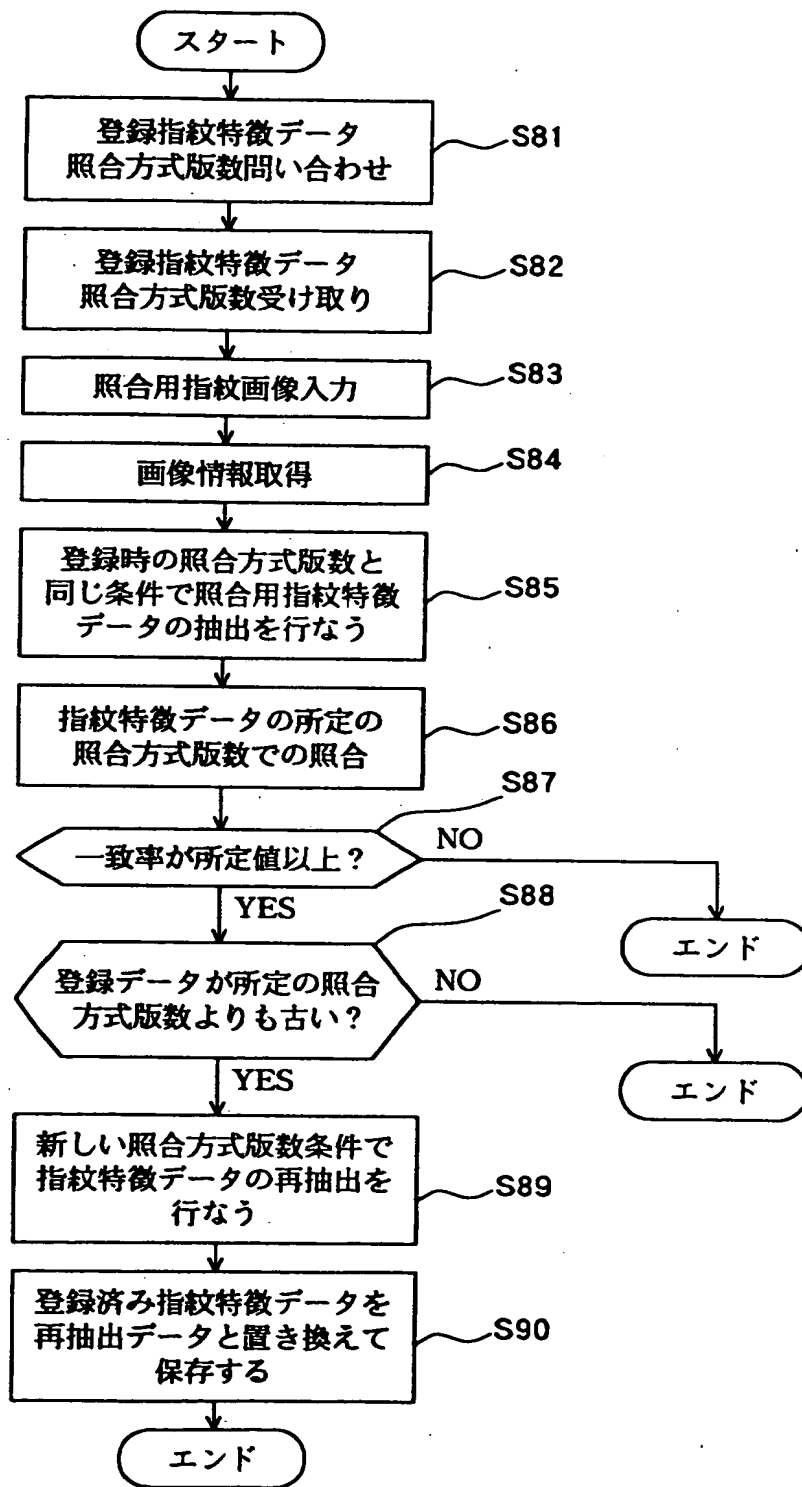 スタート
登録指紋特徴データ
照合方式版数問い合わせ
S81
登録指紋特徴データ
照合方式版数受け取り
S82
照合用指紋画像入力
S83
画像情報取得
S84
登録時の照合方式版数と
同じ条件で照合用指紋特徴
データの抽出を行なう
S85
指紋特徴データの所定の
照合方式版数での照合
S86
S87
一致率が所定値以上?
NO
YES
エンド
S88
登録データが所定の照合
方式版数よりも古い?
NO
YES
エンド
新しい照合方式版数条件で
指紋特徴データの再抽出を
行なう
S89
登録済み指紋特徴データを
再抽出データと置き換えて
保存する
S90
エンド